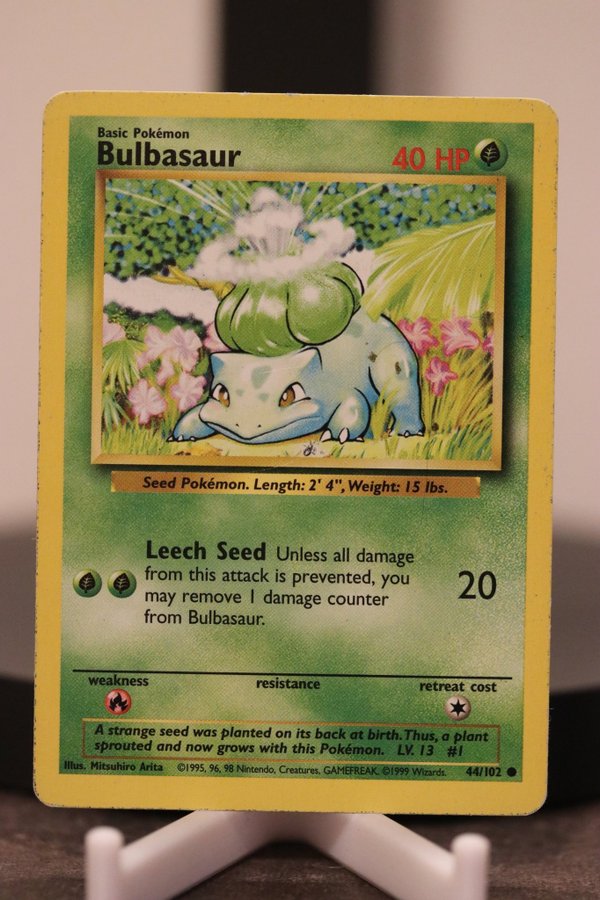 Basic Pokémon
Bulbasaur
40 HP
Seed Pokémon. Length: 2' 4", Weight: 15 lbs.
Leech Seed Unless all damage
from this attack is prevented, you
may remove 1 damage counter
from Bulbasaur.
20
weakness resistance retreat cost
A strange seed was planted on its back at birth. Thus, a plant
sprouted and now grows with this Pokémon. LV. 13 #1
Illus. Mitsuhiro Arita ©1995, 96, 98 Nintendo, Creatures, GAMEFREAK. ©1999 Wizards. 44/102